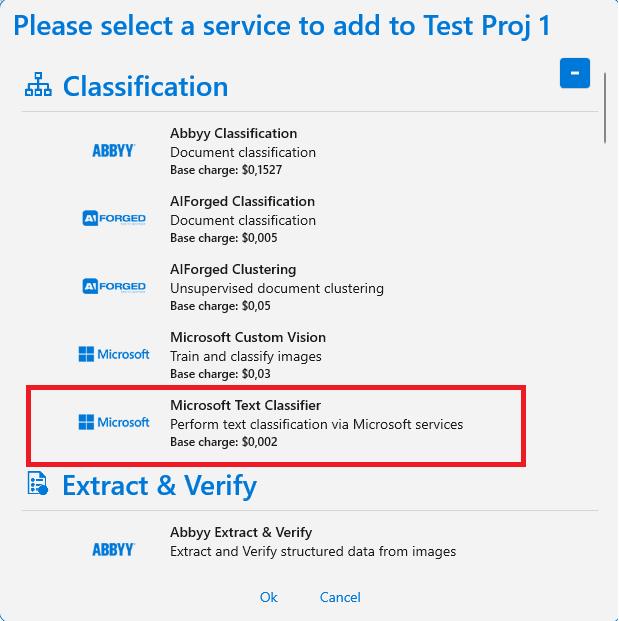 Please select a service to add to Test Proj 1
Classification
ABBYY
Abbyy Classification
Document classification
Base charge: $0,1527
AI FORGED
AIForged Classification
Document classification
Base charge: $0,005
AI FORGED
AIForged Clustering
Unsupervised document clustering
Base charge: $0,05
Microsoft
Microsoft Custom Vision
Train and classify images
Base charge: $0,03
Microsoft
Microsoft Text Classifier
Perform text classification via Microsoft services
Base charge: $0,002
Extract & Verify
ABBYY
Abbyy Extract & Verify
Extract and Verify structured data from images
Ok Cancel